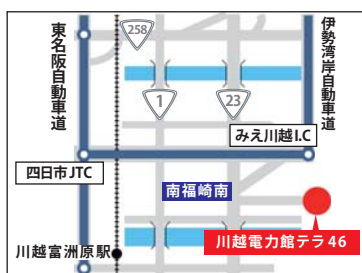 東名阪自動車道
258
伊勢湾岸自動車道
1
23
みえ川越I.C
四日市JTC
南福崎南
川越電力館テラ46
川越富洲原駅